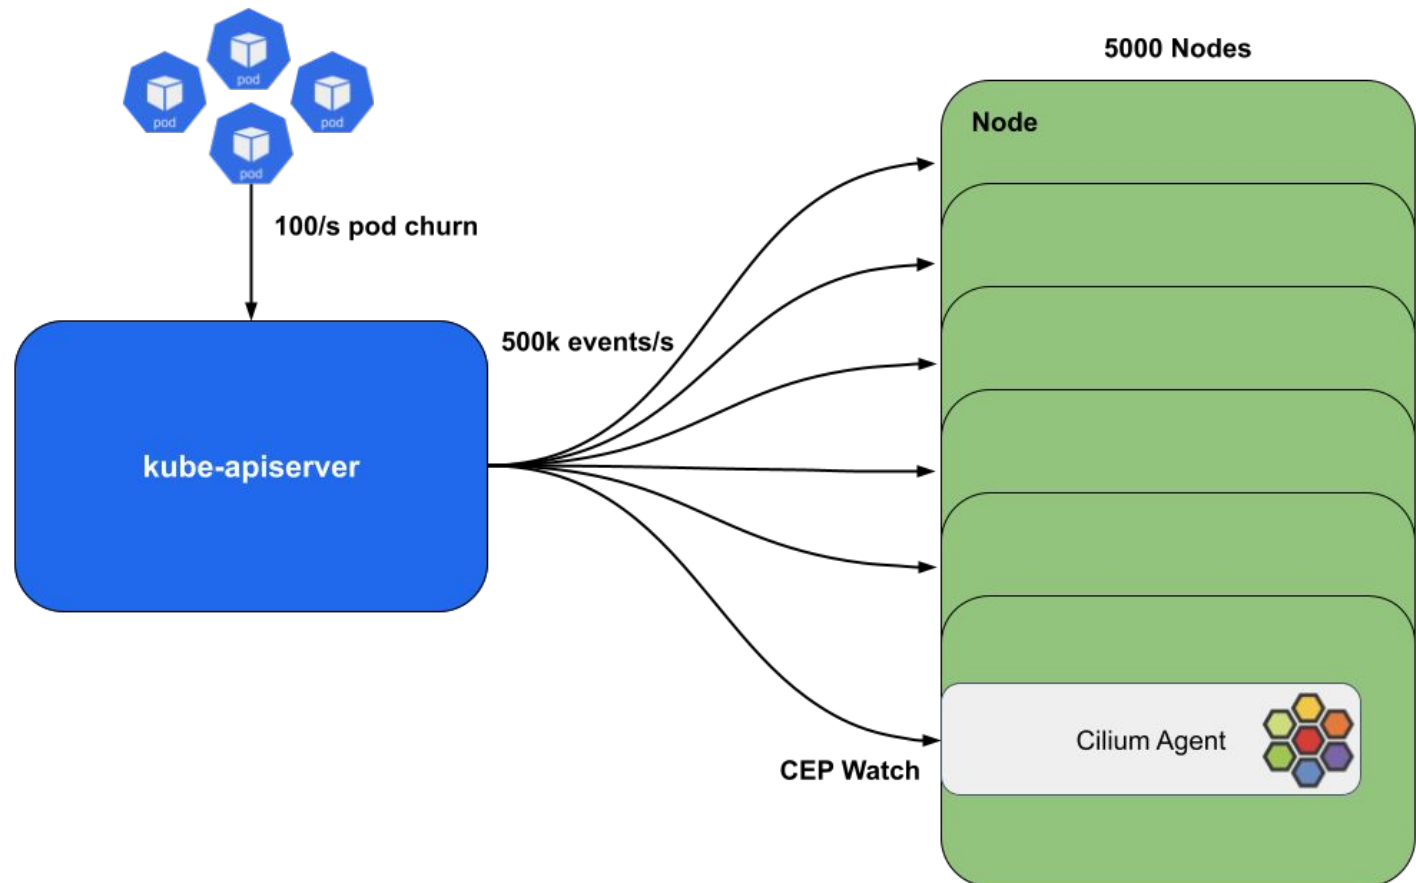 pod
pod
pod
pod
100/s pod churn
kube-apiserver
500k events/s
5000 Nodes
Node
CEP Watch
Cilium Agent